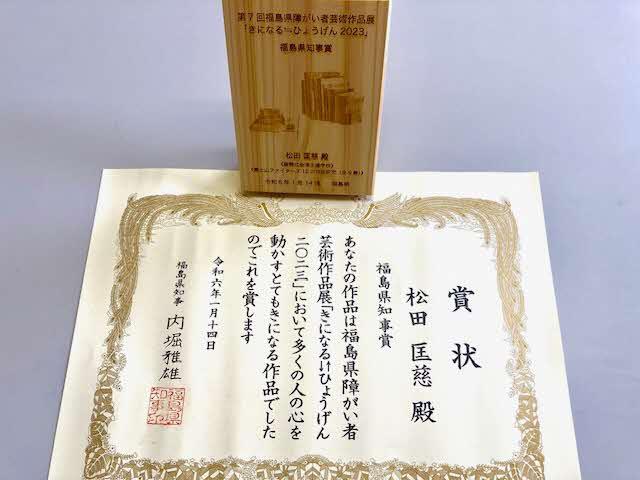 第7回福島県障がい者芸術作品展
「きになる⇆ひょうげん2023」
福島県知事賞
松田 匡慈 殿
令和6年1月14日 福島県
賞状
福島県知事賞
松田 匡慈 殿
あなたの作品は福島県障がい者
芸術作品展「きになる⇆ひょうげん
二〇二三」において多くの人の心を
動かすとてもきになる作品でした
のでこれを賞します
令和六年一月十四日
福島県知事 内堀雅雄
福島県
知事之印